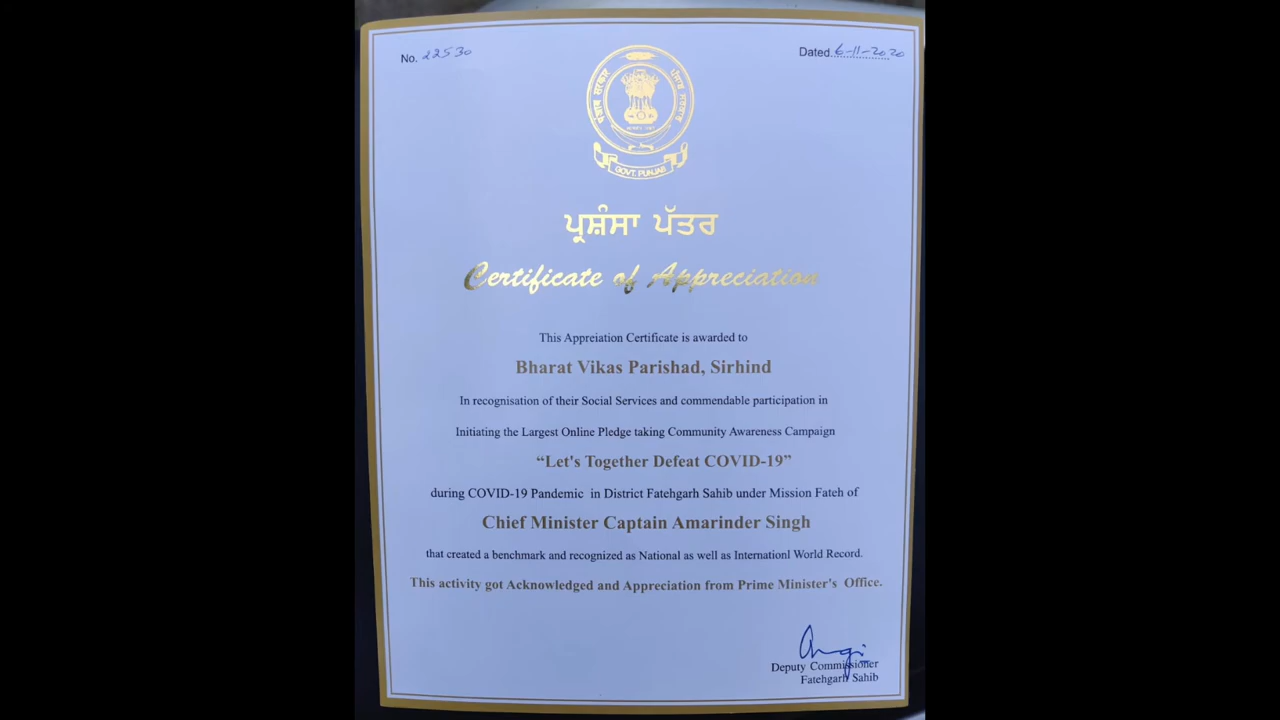 No. 22530
Dated. 6-11-2020
ਪੰਜਾਬ ਸਰਕਾਰ
GOVT. PUNJAB
ਪ੍ਰਸ਼ੰਸਾ ਪੱਤਰ
Certificate of Appreciation
This Appreiation Certificate is awarded to
Bharat Vikas Parishad, Sirhind
In recognisation of their Social Services and commendable participation in
Initiating the Largest Online Pledge taking Community Awareness Campaign
“Let's Together Defeat COVID-19”
during COVID-19 Pandemic in District Fatehgarh Sahib under Mission Fateh of
Chief Minister Captain Amarinder Singh
that created a benchmark and recognized as National as well as Internationl World Record.
This activity got Acknowledged and Appreciation from Prime Minister's Office.
Deputy Commissioner
Fatehgarh Sahib